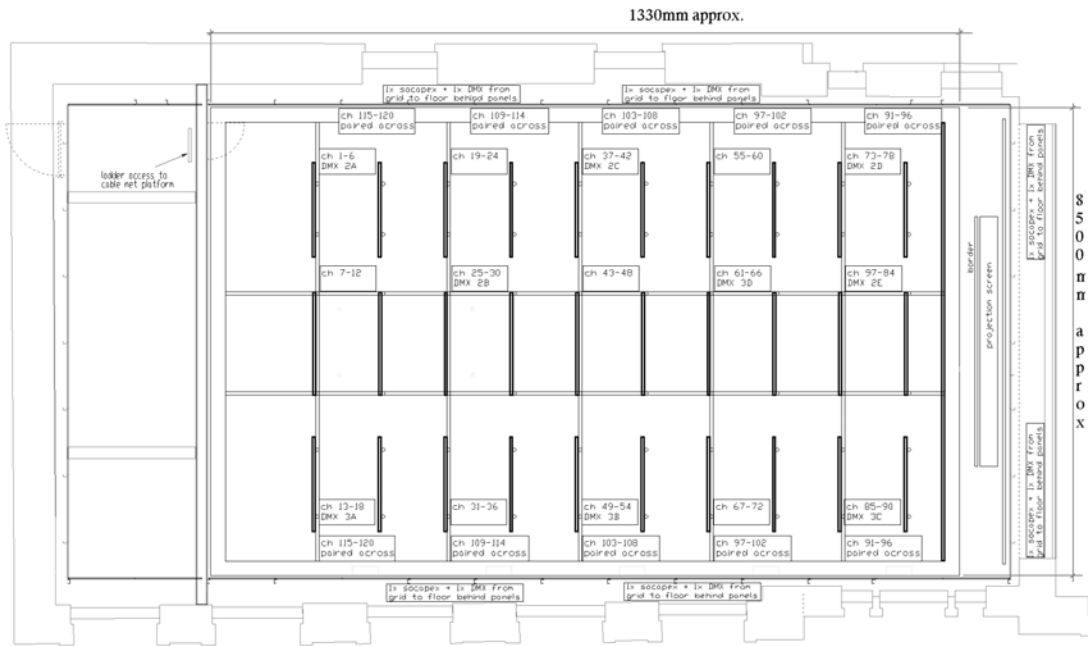 1330mm approx.
1x socapex + 1x DMX from
grid to floor behind panels
1x socapex + 1x DMX from
grid to floor behind panels
ch 115-120
paired across
ch 109-114
paired across
ch 103-108
paired across
ch 97-102
paired across
ch 91-96
paired across
ladder access to
cable net platform
ch 1-6
DMX 2A
ch 19-24
ch 37-42
DMX 2C
ch 55-60
ch 73-78
DMX 2D
1x socapex + 1x DMX from
grid to floor behind panels
8500mm approx
border
projection screen
ch 7-12
ch 25-30
DMX 2B
ch 43-48
ch 61-66
DMX 3D
ch 97-84
DMX 2E
1x socapex + 1x DMX from
grid to floor behind panels
ch 13-18
DMX 3A
ch 31-36
ch 49-54
DMX 3B
ch 67-72
ch 85-90
DMX 3C
ch 115-120
paired across
ch 109-114
paired across
ch 103-108
paired across
ch 97-102
paired across
ch 91-96
paired across
1x socapex + 1x DMX from
grid to floor behind panels
1x socapex + 1x DMX from
grid to floor behind panels